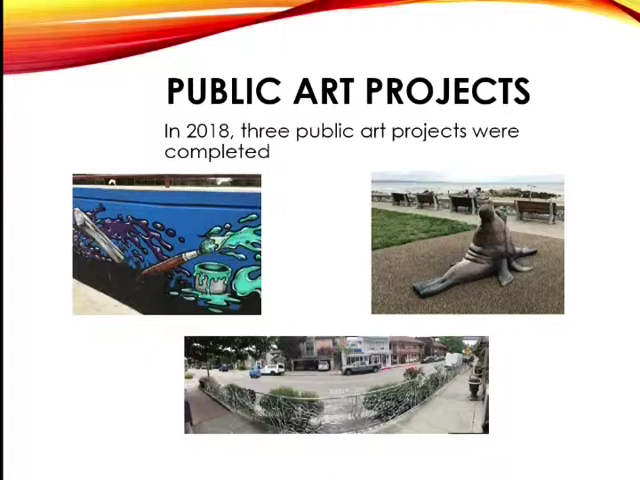 PUBLIC ART PROJECTS
In 2018, three public art projects were
completed